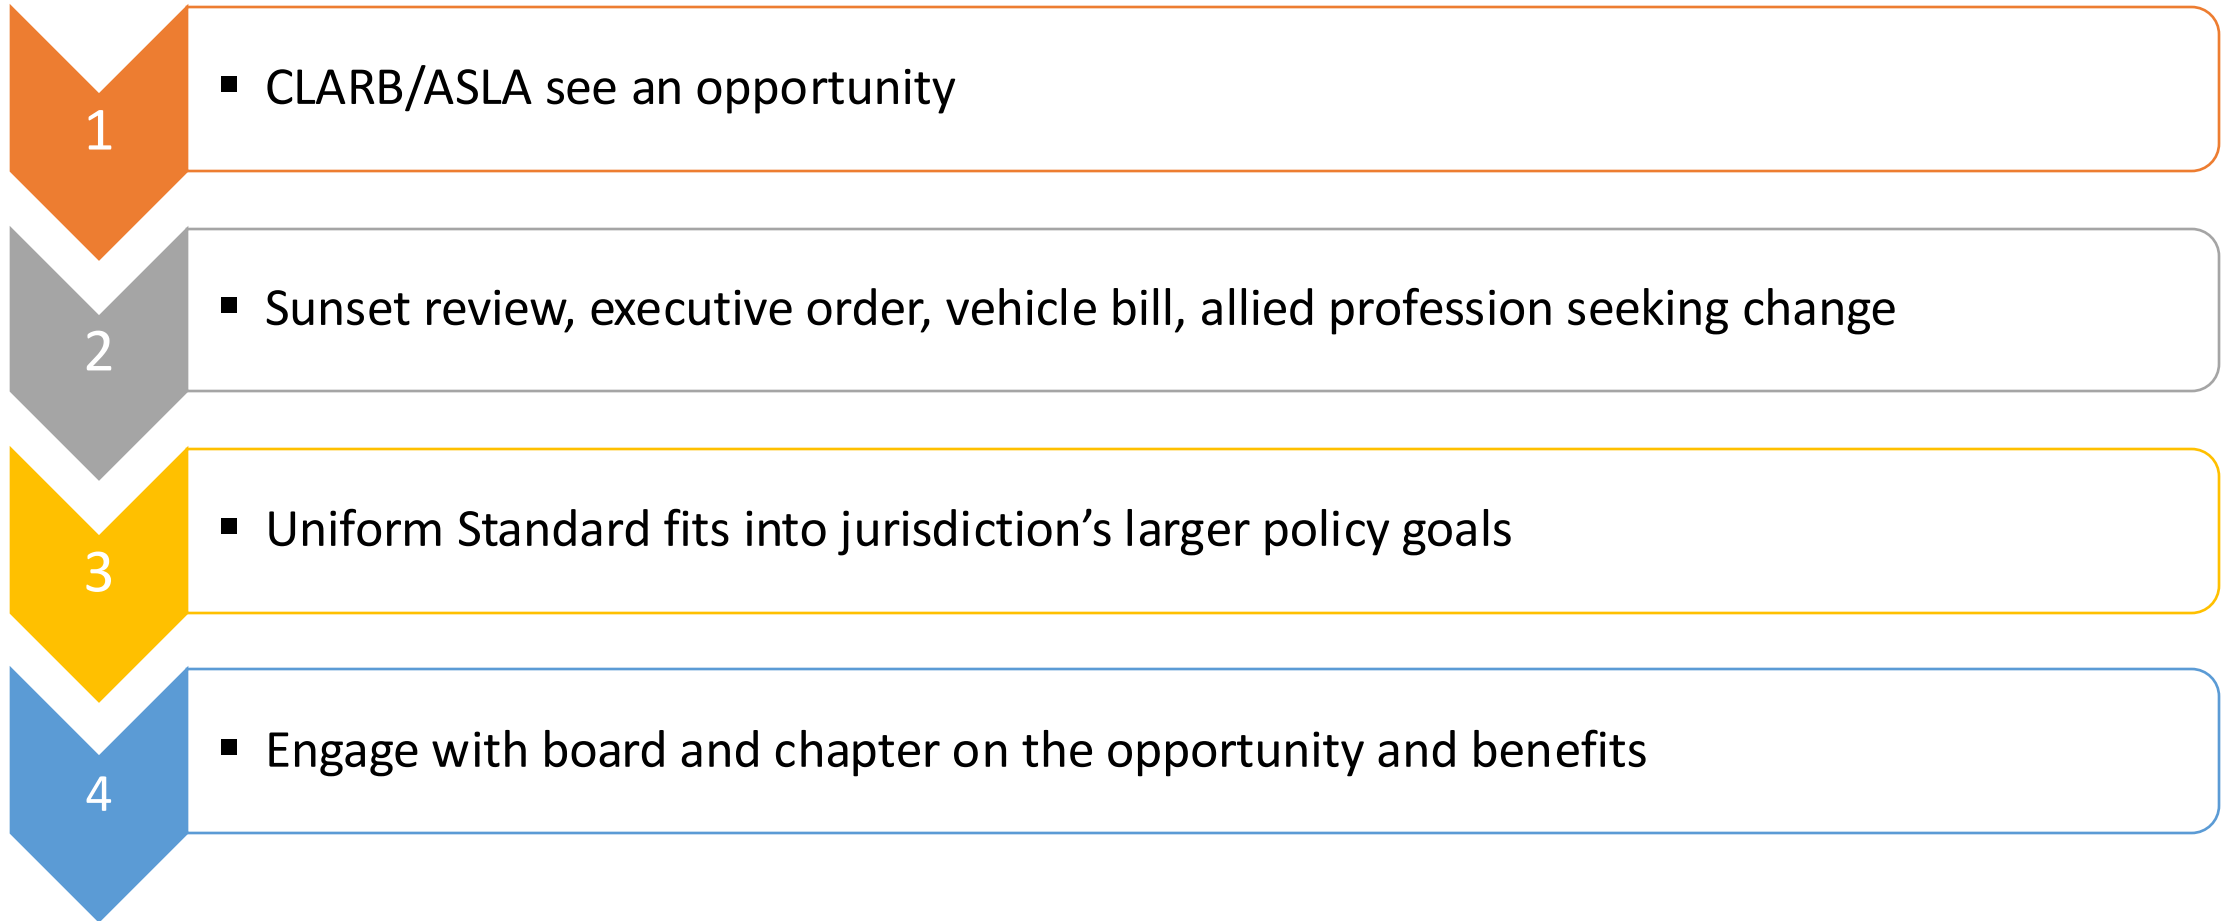 1
▪ CLARB/ASLA see an opportunity
2
▪ Sunset review, executive order, vehicle bill, allied profession seeking change
3
▪ Uniform Standard fits into jurisdiction’s larger policy goals
4
▪ Engage with board and chapter on the opportunity and benefits